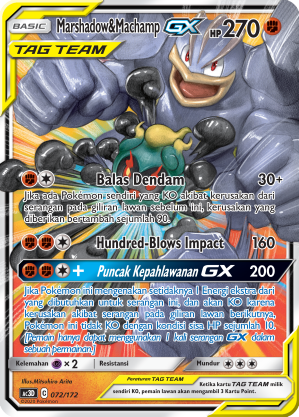 BASIC Marshadow&Machamp GX HP 270
TAG TEAM
Balas Dendam 30+
Jika ada Pokémon sendiri yang KO akibat kerusakan dari
serangan pada giliran lawan sebelum ini, kerusakan yang
diberikan bertambah sejumlah 90.
Hundred-Blows Impact 160
+ Puncak Kepahlawanan GX 200
Jika Pokémon ini mengenakan setidaknya 1 Energi ekstra dari
yang dibutuhkan untuk serangan ini, dan akan KO karena
kerusakan akibat serangan pada giliran lawan berikutnya,
Pokémon ini tidak KO dengan kondisi sisa HP sejumlah 10.
(Pemain hanya dapat menggunakan 1 kali serangan GX dalam
sebuah permainan.)
Kelemahan ×2 Resistansi Mundur
Illus. Mitsuhiro Arita
Peraturan TAG TEAM
Ketika kartu TAG TEAM milik
sendiri KO, pemain lawan akan mengambil 3 Kartu Point.
C 072/172